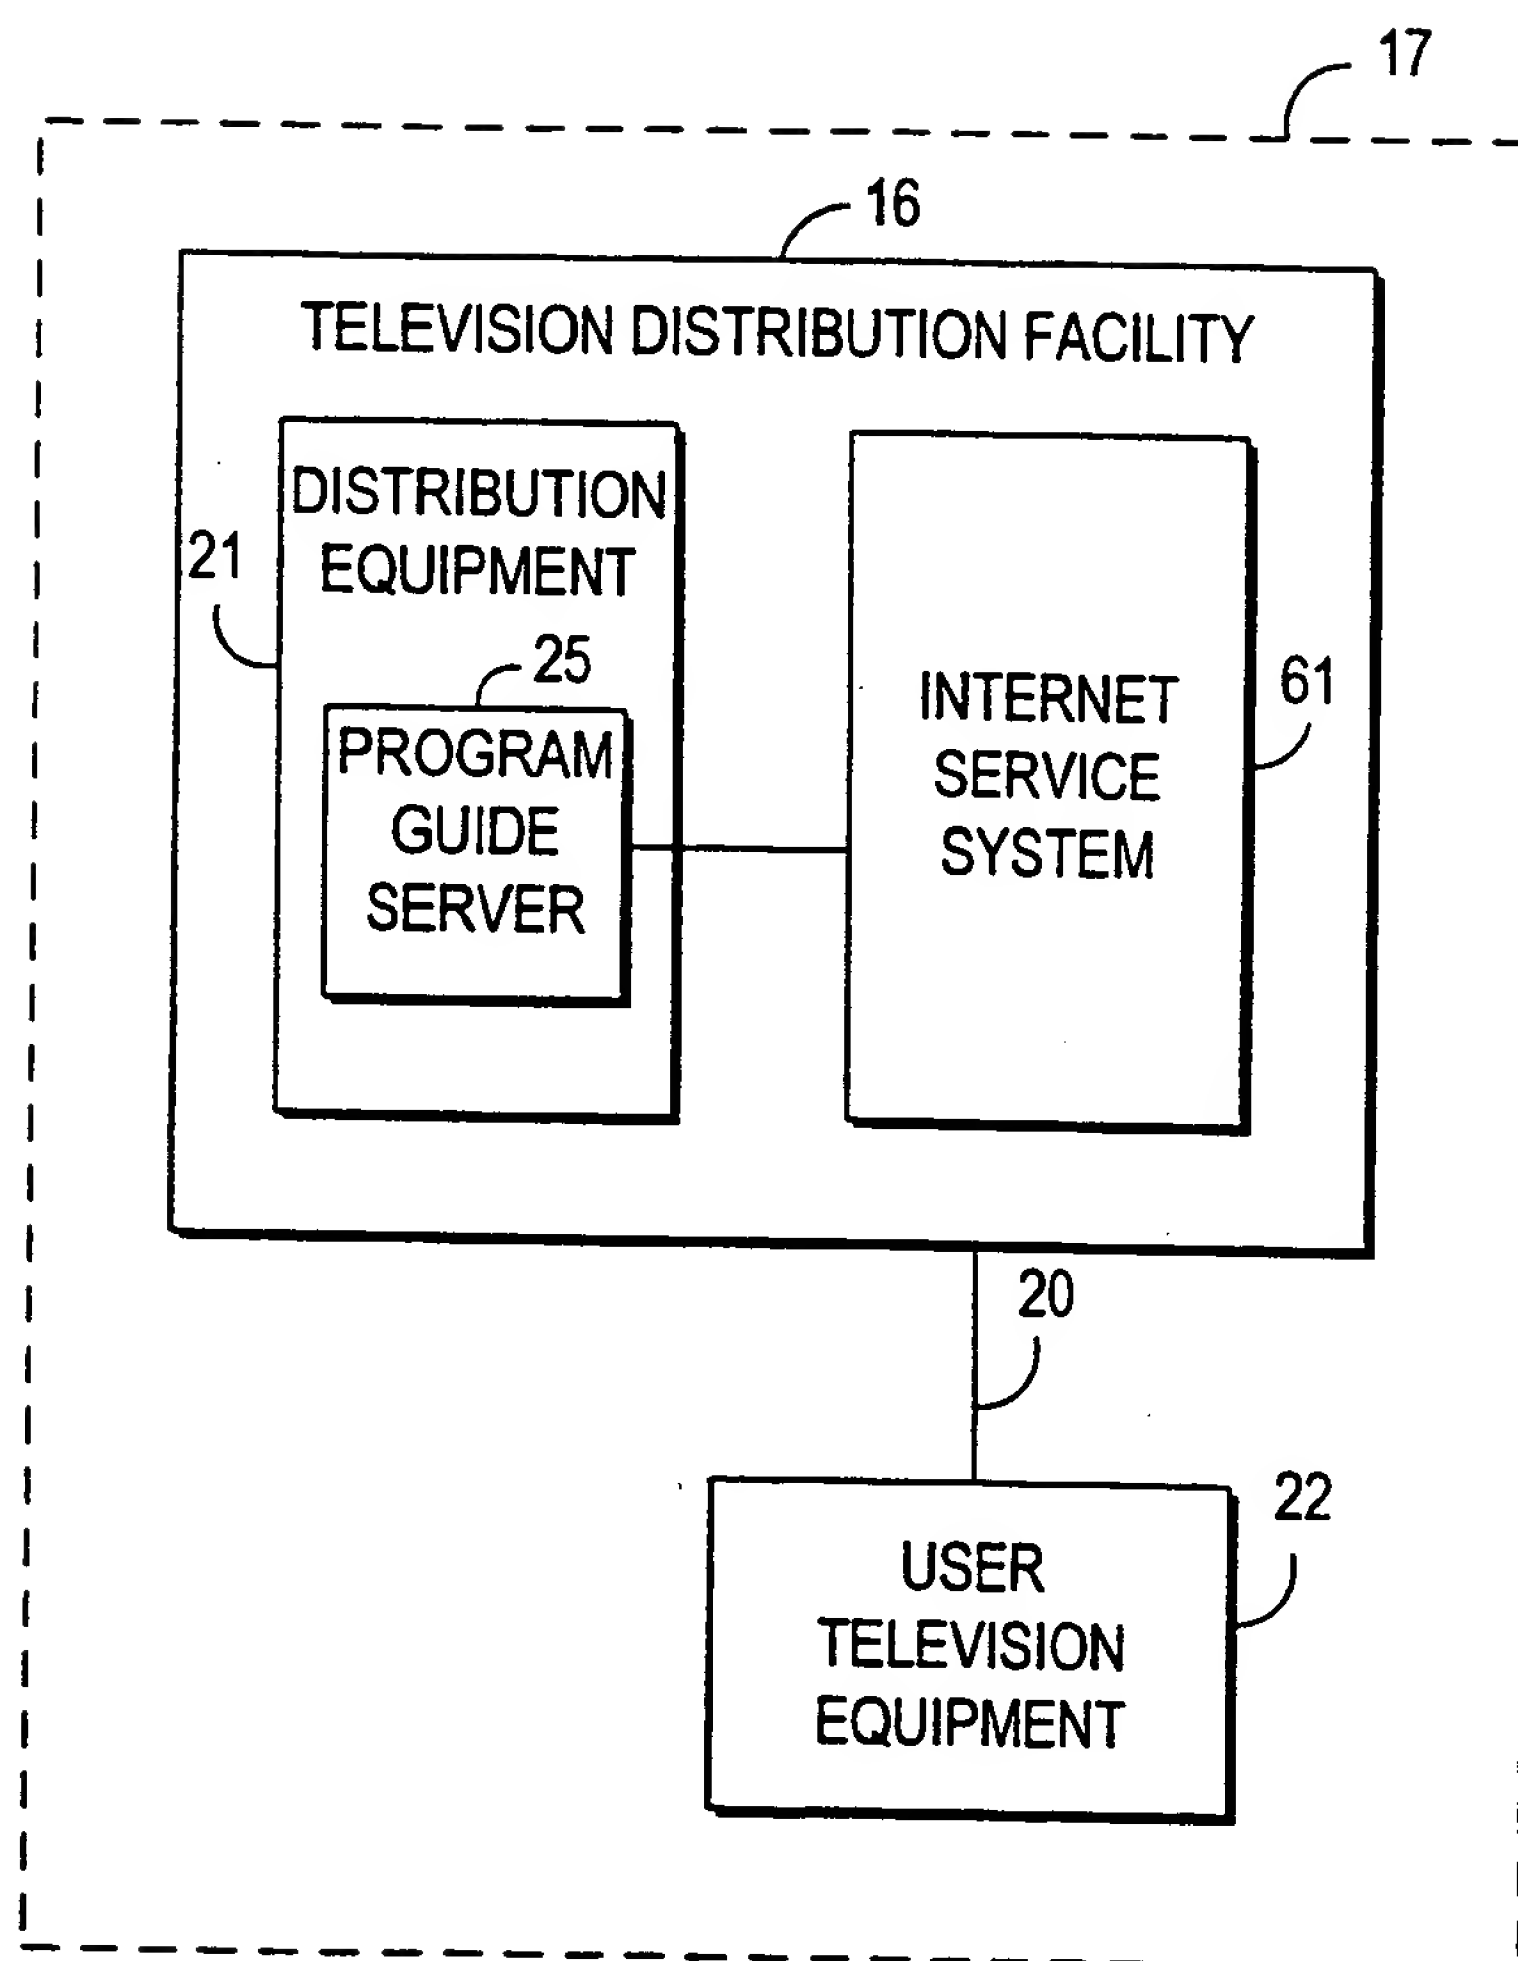 17
16
TELEVISION DISTRIBUTION FACILITY
DISTRIBUTION
EQUIPMENT
21
25
PROGRAM
GUIDE
SERVER
INTERNET
SERVICE
SYSTEM
61
20
22
USER
TELEVISION
EQUIPMENT